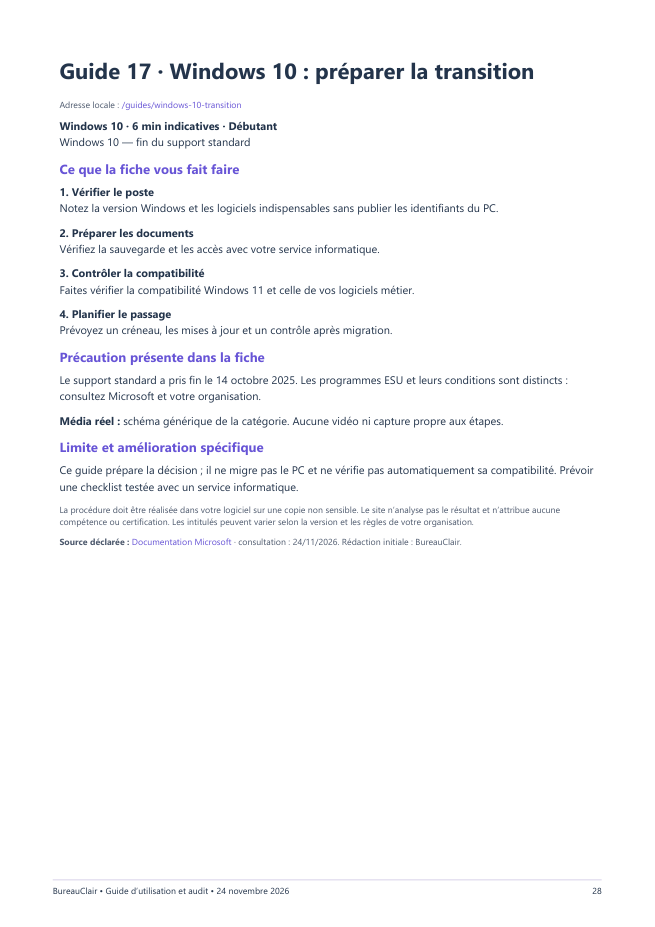 Guide 17 · Windows 10 : préparer la transition
Adresse locale : /guides/windows-10-transition
Windows 10 · 6 min indicatives · Débutant
Windows 10 — fin du support standard
Ce que la fiche vous fait faire
1. Vérifier le poste
Notez la version Windows et les logiciels indispensables sans publier les identifiants du PC.
2. Préparer les documents
Vérifiez la sauvegarde et les accès avec votre service informatique.
3. Contrôler la compatibilité
Faites vérifier la compatibilité Windows 11 et celle de vos logiciels métier.
4. Planifier le passage
Prévoyez un créneau, les mises à jour et un contrôle après migration.
Précaution présente dans la fiche
Le support standard a pris fin le 14 octobre 2025. Les programmes ESU et leurs conditions sont distincts :
consultez Microsoft et votre organisation.
Média réel : schéma générique de la catégorie. Aucune vidéo ni capture propre aux étapes.
Limite et amélioration spécifique
Ce guide prépare la décision ; il ne migre pas le PC et ne vérifie pas automatiquement sa compatibilité. Prévoir
une checklist testée avec un service informatique.
La procédure doit être réalisée dans votre logiciel sur une copie non sensible. Le site n'analyse pas le résultat et n'attribue aucune
compétence ou certification. Les intitulés peuvent varier selon la version et les règles de votre organisation.
Source déclarée : Documentation Microsoft · consultation : 24/11/2026. Rédaction initiale : BureauClair.
BureauClair • Guide d'utilisation et audit • 24 novembre 2026
28